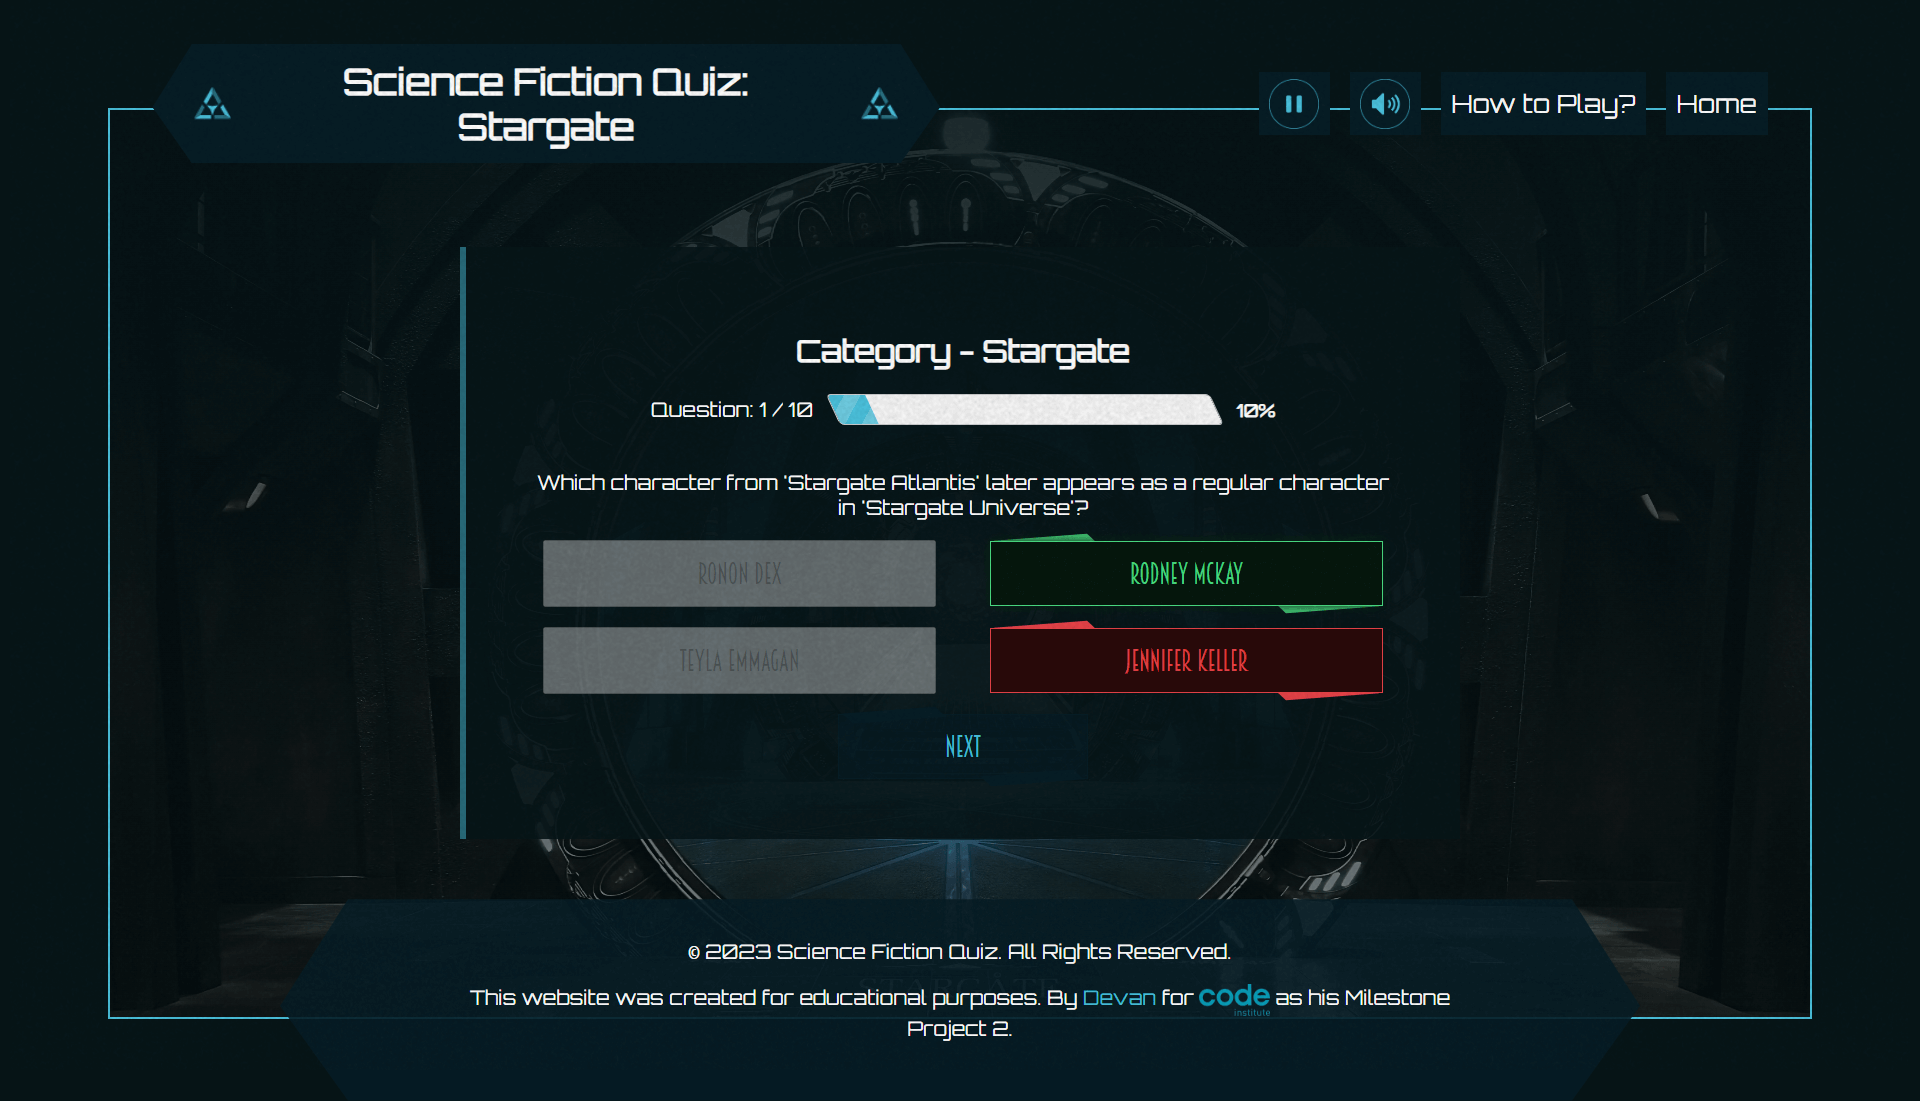 Science Fiction Quiz:
Stargate
How to Play?
Home
Category - Stargate
Question: 1 / 10
10%
Which character from 'Stargate Atlantis' later appears as a regular character
in 'Stargate Universe'?
RONON DEX
RODNEY MCKAY
TEYLA EMMAGAN
JENNIFER KELLER
NEXT
© 2023 Science Fiction Quiz. All Rights Reserved.
This website was created for educational purposes. By Devan for code institute as his Milestone
Project 2.